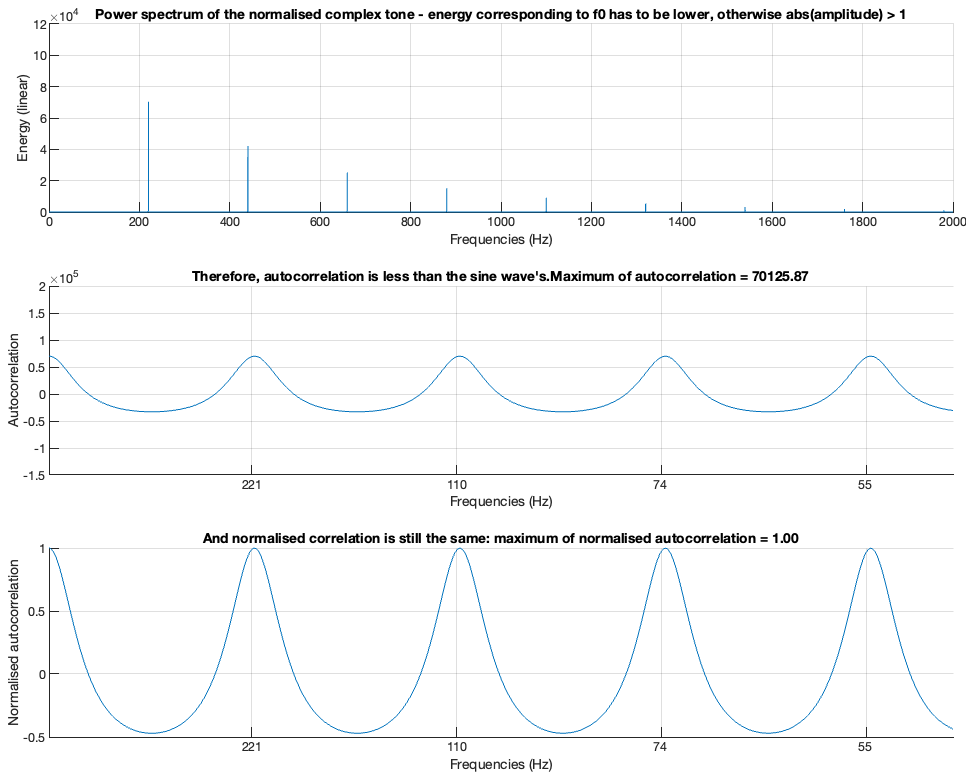 Power spectrum of the normalised complex tone - energy corresponding to f0 has to be lower, otherwise abs(amplitude) > 1
×10⁴
12
10
8
6
4
2
0
Energy (linear)
0 200 400 600 800 1000 1200 1400 1600 1800 2000
Frequencies (Hz)
Therefore, autocorrelation is less than the sine wave's.Maximum of autocorrelation = 70125.87
×10⁵
2
1.5
1
0.5
0
-0.5
-1
-1.5
Autocorrelation
221 110 74 55
Frequencies (Hz)
And normalised correlation is still the same: maximum of normalised autocorrelation = 1.00
1
0.5
0
-0.5
Normalised autocorrelation
221 110 74 55
Frequencies (Hz)